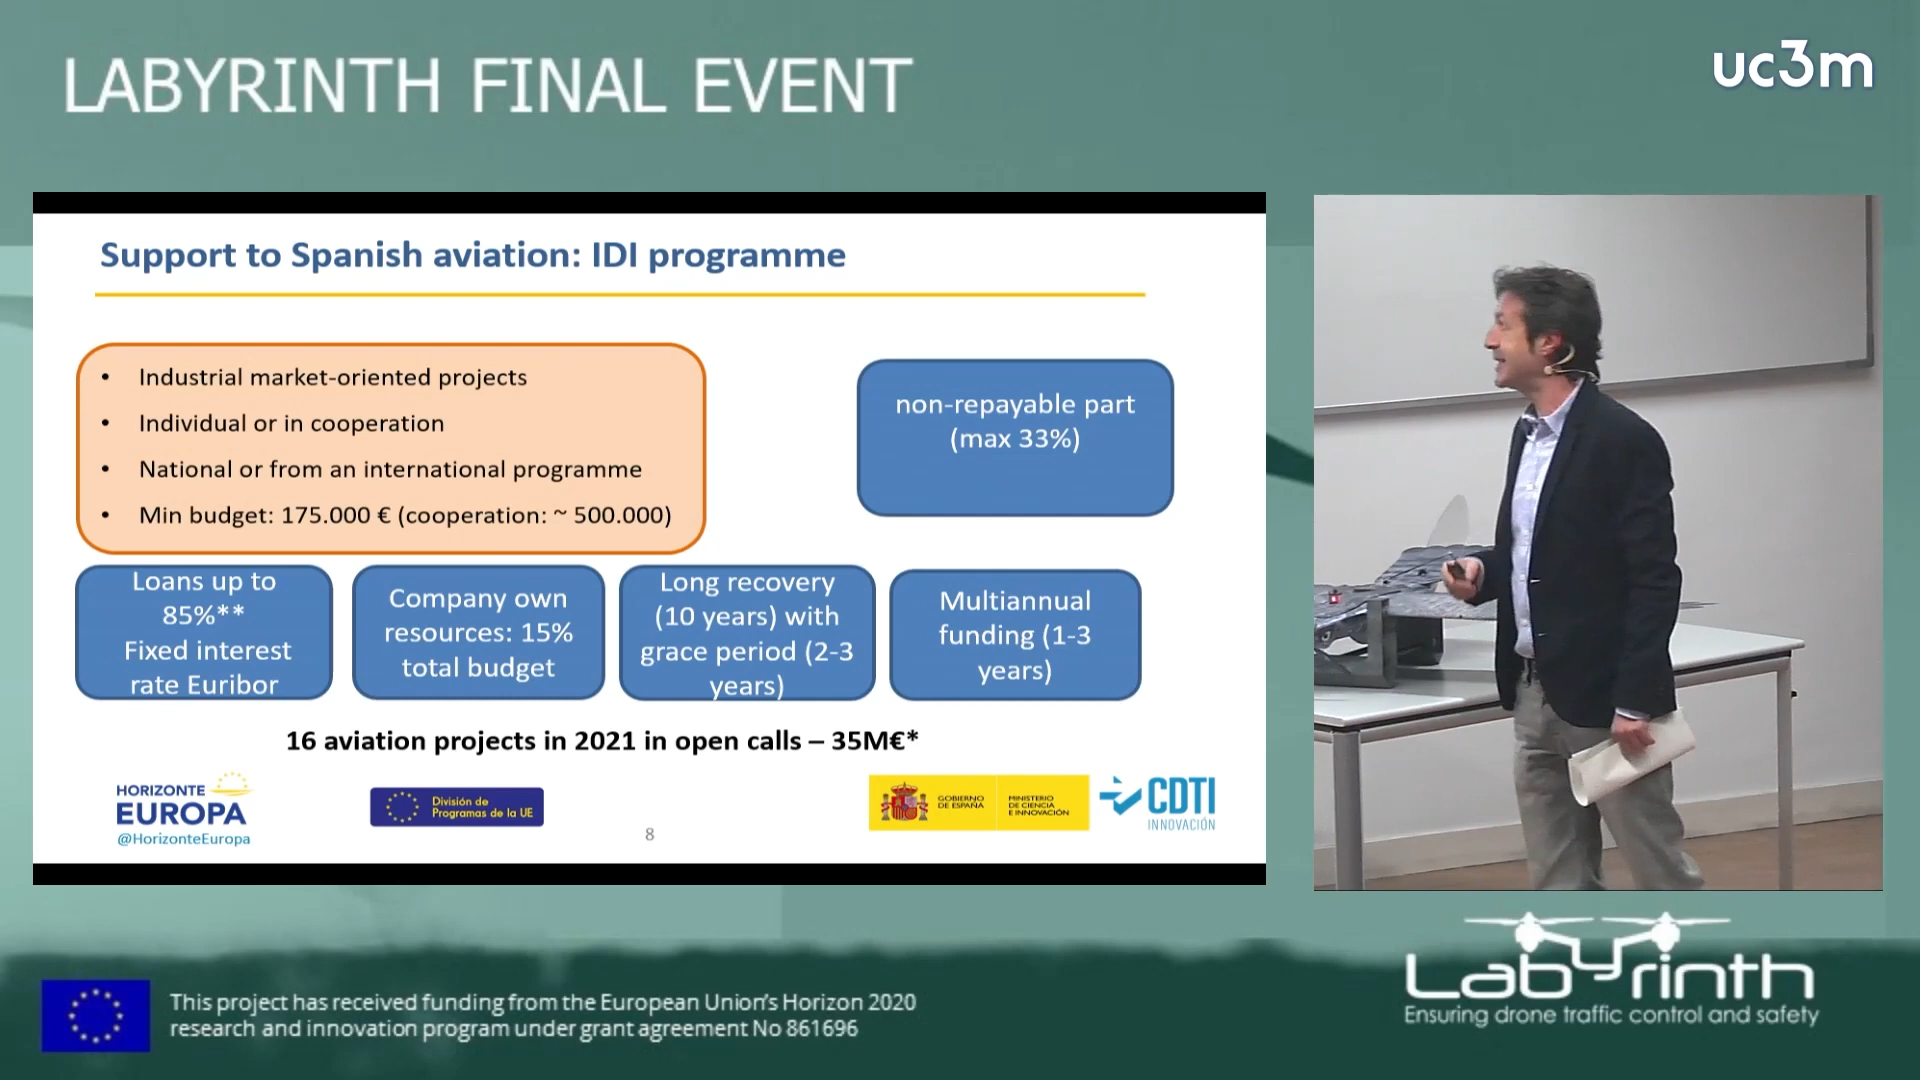 LABYRINTH FINAL EVENT
uc3m
Support to Spanish aviation: IDI programme
• Industrial market-oriented projects
• Individual or in cooperation
• National or from an international programme
• Min budget: 175.000 € (cooperation: ~ 500.000)
non-repayable part
(max 33%)
Loans up to
85%**
Fixed interest
rate Euribor
Company own
resources: 15%
total budget
Long recovery
(10 years) with
grace period (2-3
years)
Multiannual
funding (1-3
years)
16 aviation projects in 2021 in open calls – 35M€*
HORIZONTE
EUROPA
@HorizonteEuropa
División de
Programas de la UE
8
GOBIERNO
DE ESPAÑA
MINISTERIO
DE CIENCIA
E INNOVACIÓN
CDTI
INNOVACIÓN
This project has received funding from the European Union's Horizon 2020
research and innovation program under grant agreement No 861696
Labyrinth
Ensuring drone traffic control and safety